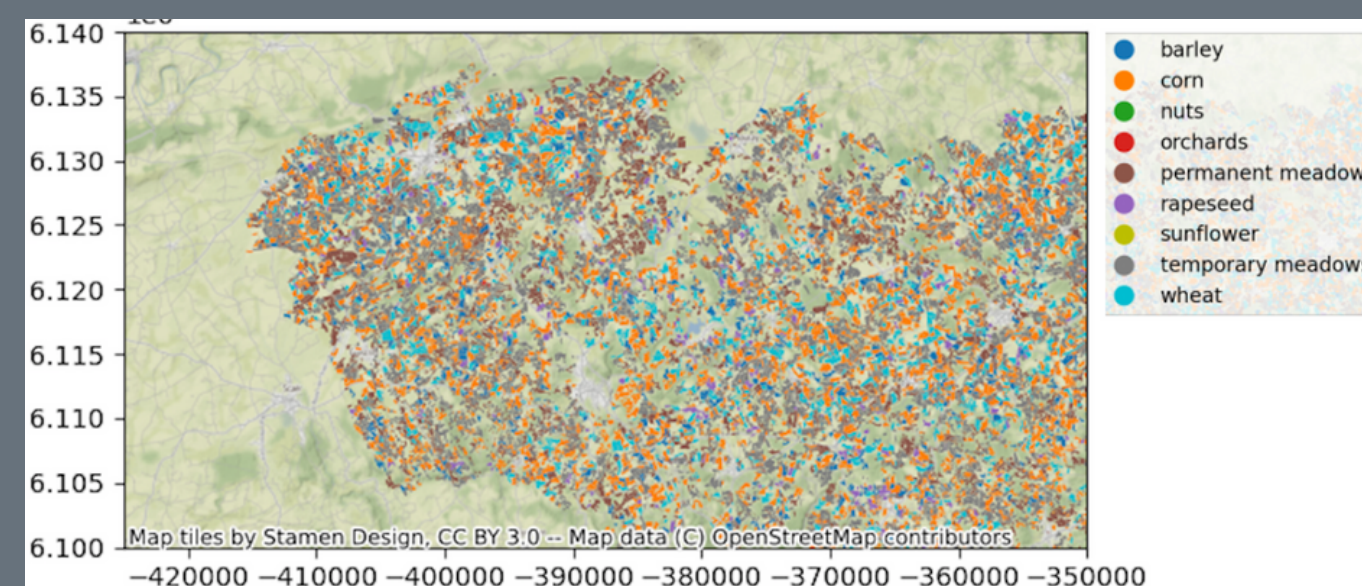 1e6
6.140
6.135
6.130
6.125
6.120
6.115
6.110
6.105
6.100
−420000 −410000 −400000 −390000 −380000 −370000 −360000 −350000
Map tiles by Stamen Design, CC BY 3.0 -- Map data (C) OpenStreetMap contributors
barley
corn
nuts
orchards
permanent meadow
rapeseed
sunflower
temporary meadows
wheat